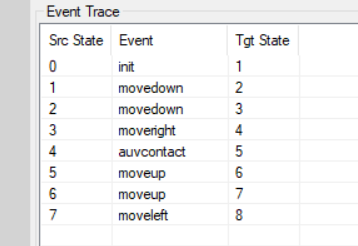 Event Trace
Src State Event Tgt State
0 init 1
1 movedown 2
2 movedown 3
3 moveright 4
4 auvcontact 5
5 moveup 6
6 moveup 7
7 moveleft 8